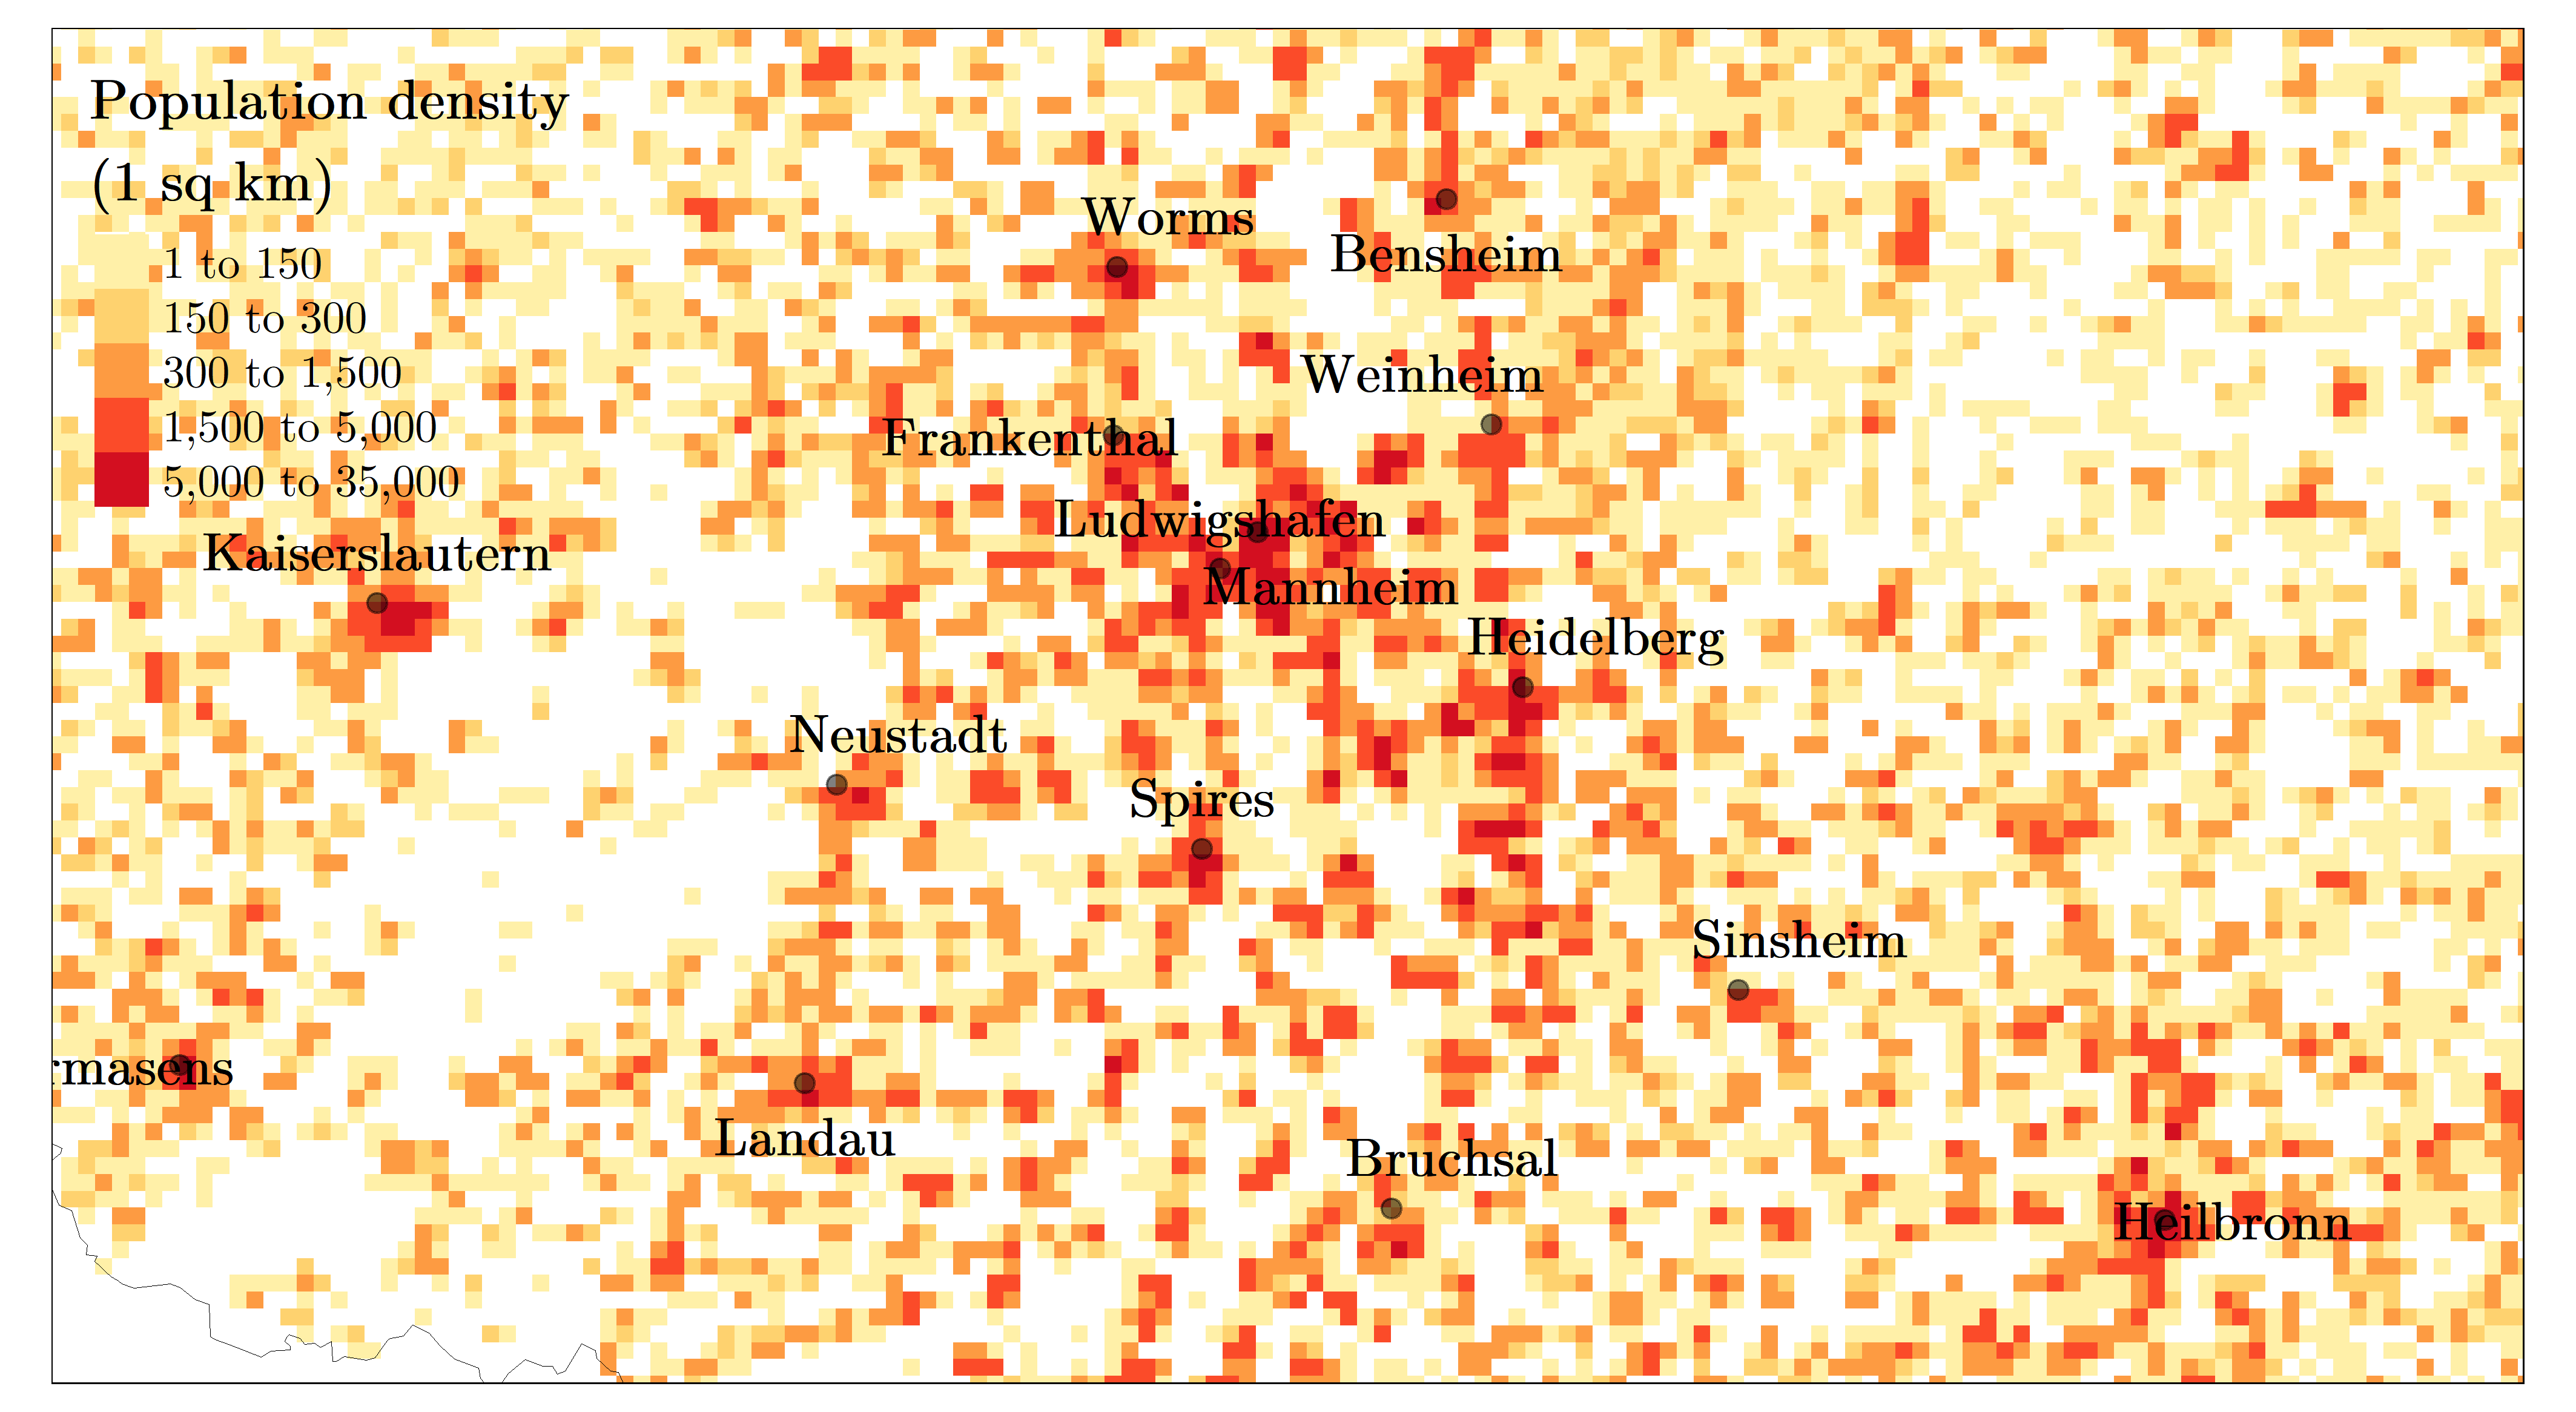 Population density
(1 sq km)
1 to 150
150 to 300
300 to 1,500
1,500 to 5,000
5,000 to 35,000
Worms
Bensheim
Weinheim
Frankenthal
Ludwigshafen
Kaiserslautern
Mannheim
Heidelberg
Neustadt
Spires
Sinsheim
rmasens
Landau
Bruchsal
Heilbronn